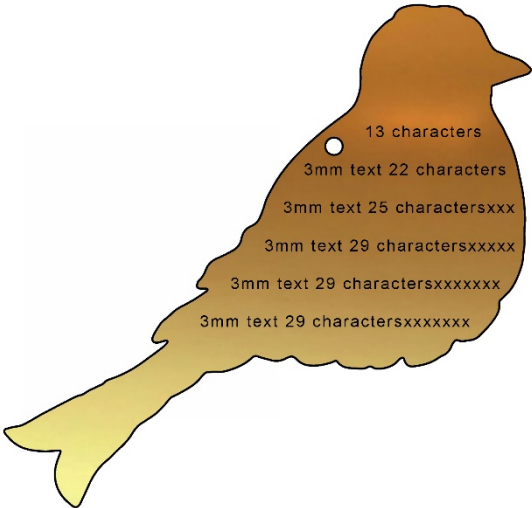 13 characters
3mm text 22 characters
3mm text 25 charactersxxx
3mm text 29 charactersxxxxx
3mm text 29 charactersxxxxxxx
3mm text 29 charactersxxxxxxx